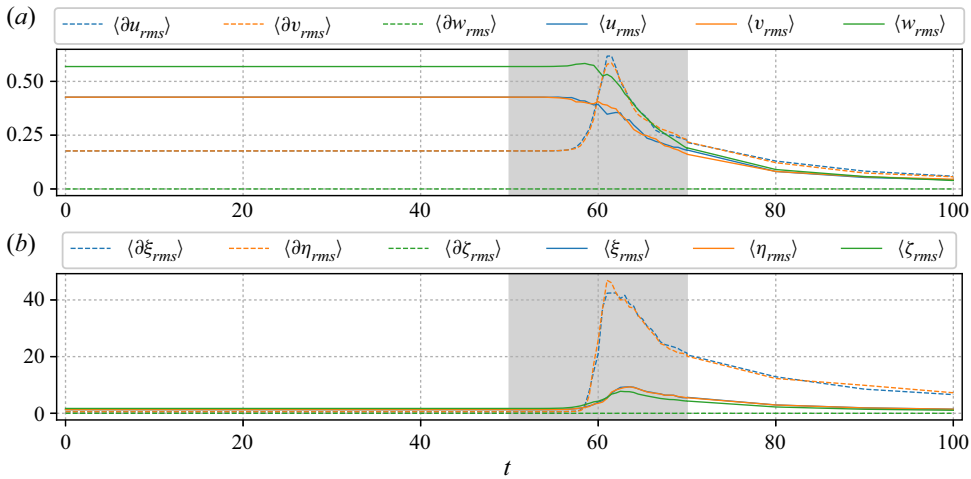 (a) ⟨∂u_rms⟩ ⟨∂v_rms⟩ ⟨∂w_rms⟩ ⟨u_rms⟩ ⟨v_rms⟩ ⟨w_rms⟩
0.50
0.25
0
0 20 40 60 80 100
(b) ⟨∂ξ_rms⟩ ⟨∂η_rms⟩ ⟨∂ζ_rms⟩ ⟨ξ_rms⟩ ⟨η_rms⟩ ⟨ζ_rms⟩
40
20
0
0 20 40 60 80 100
t